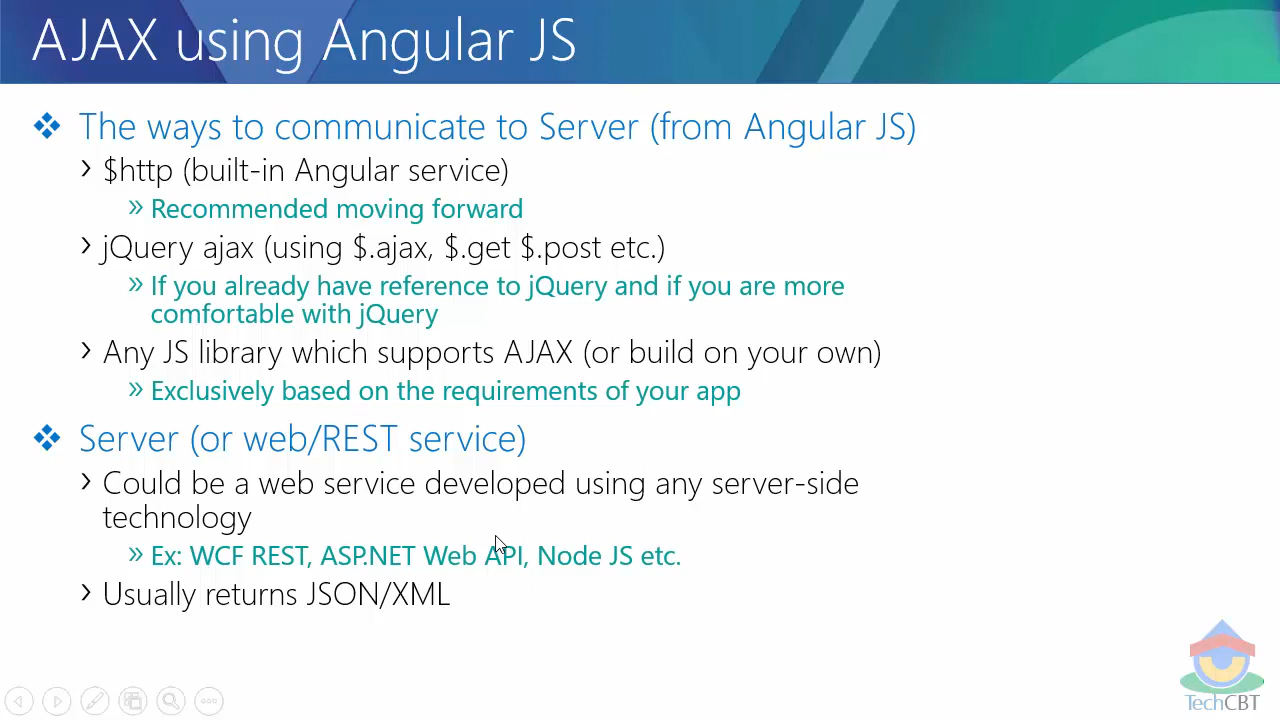 AJAX using Angular JS
The ways to communicate to Server (from Angular JS)
$http (built-in Angular service)
Recommended moving forward
jQuery ajax (using $.ajax, $.get $.post etc.)
If you already have reference to jQuery and if you are more
comfortable with jQuery
Any JS library which supports AJAX (or build on your own)
Exclusively based on the requirements of your app
Server (or web/REST service)
Could be a web service developed using any server-side
technology
Ex: WCF REST, ASP.NET Web API, Node JS etc.
Usually returns JSON/XML
TechCBT